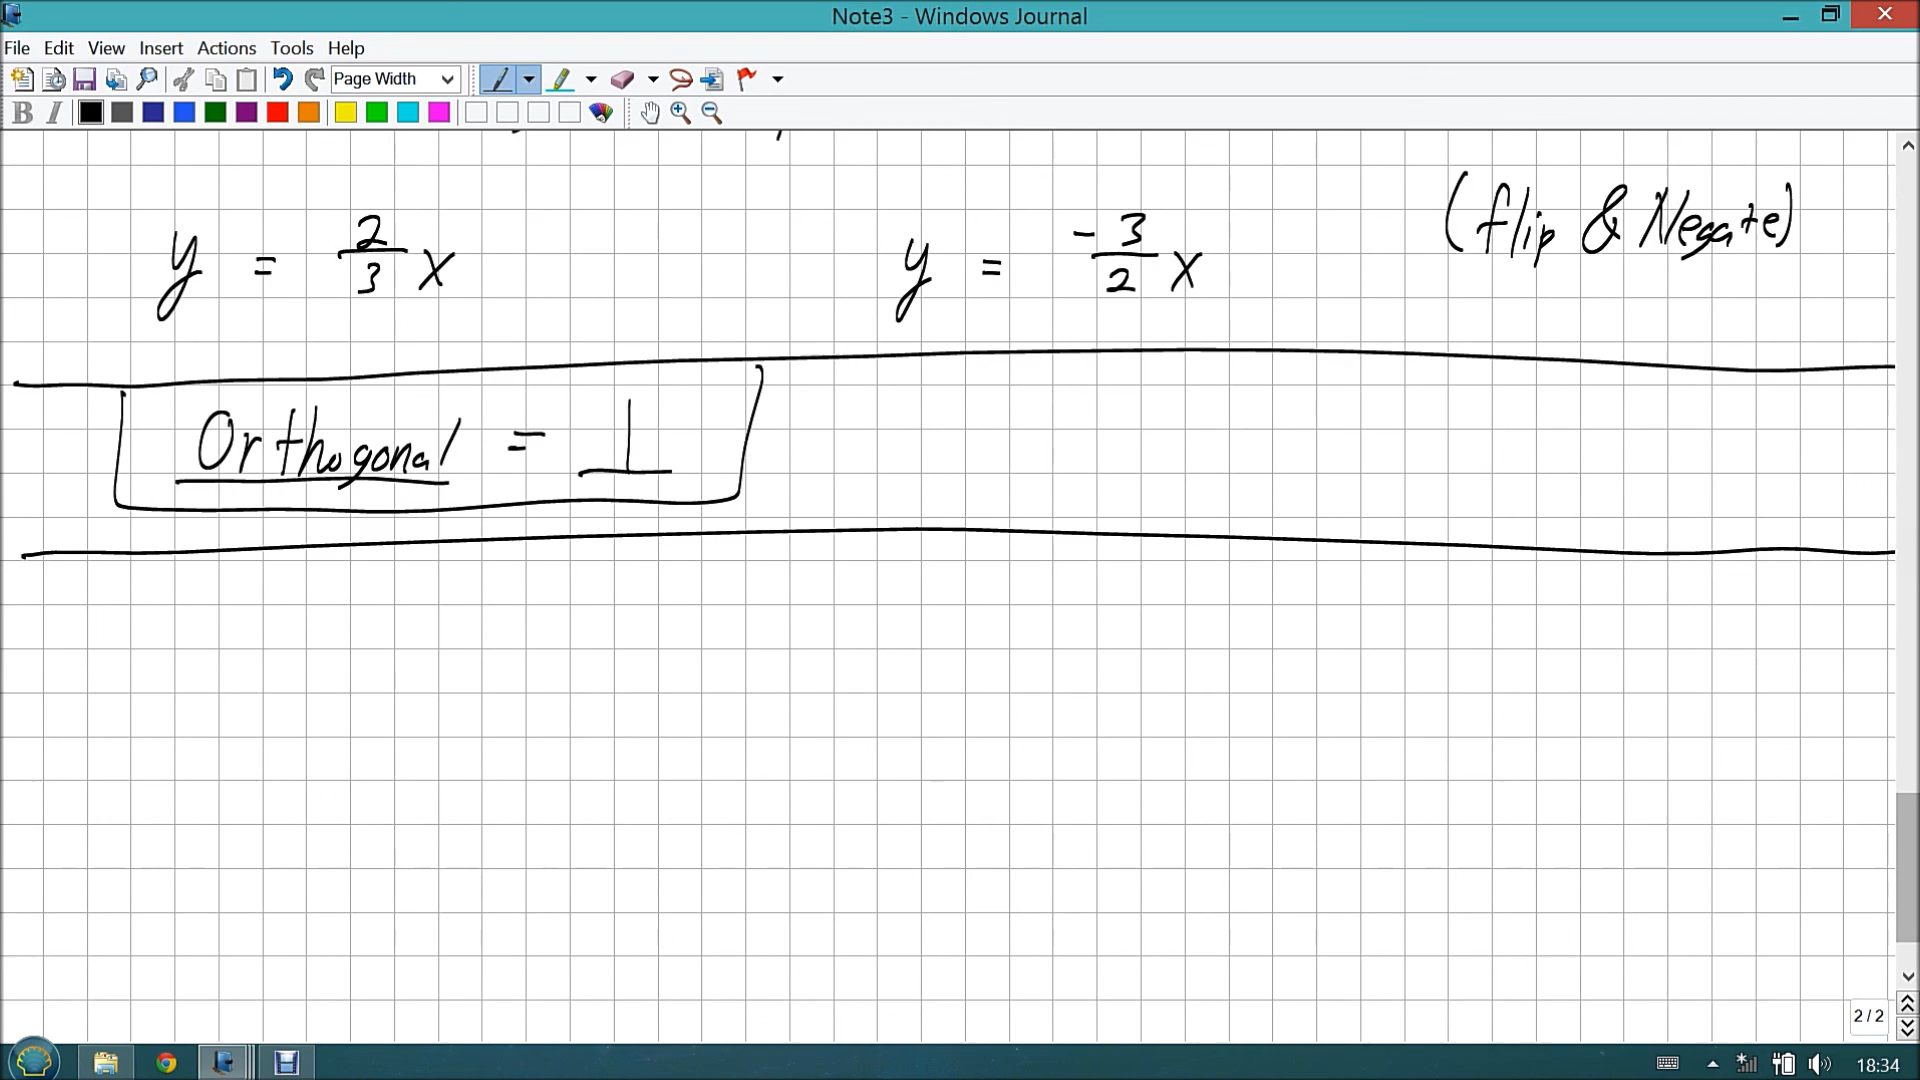 Note3 - Windows Journal
File Edit View Insert Actions Tools Help
Page Width
B I
y = 2/3 x
y = -3/2 x
(flip & Negate)
Orthogonal = ⊥
2 / 2
18:34